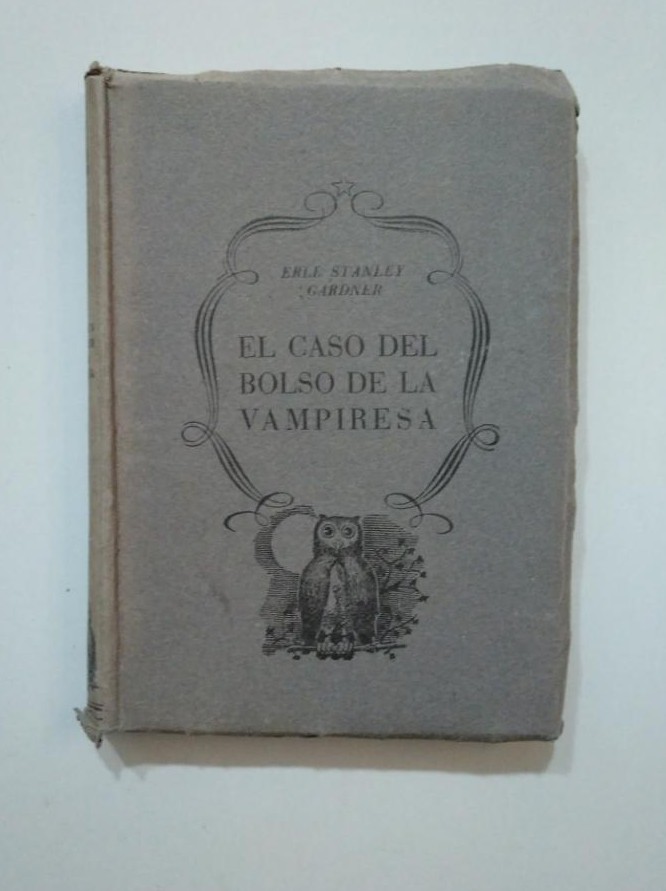 ERLE STANLEY
GARDNER
EL CASO DEL
BOLSO DE LA
VAMPIRESA